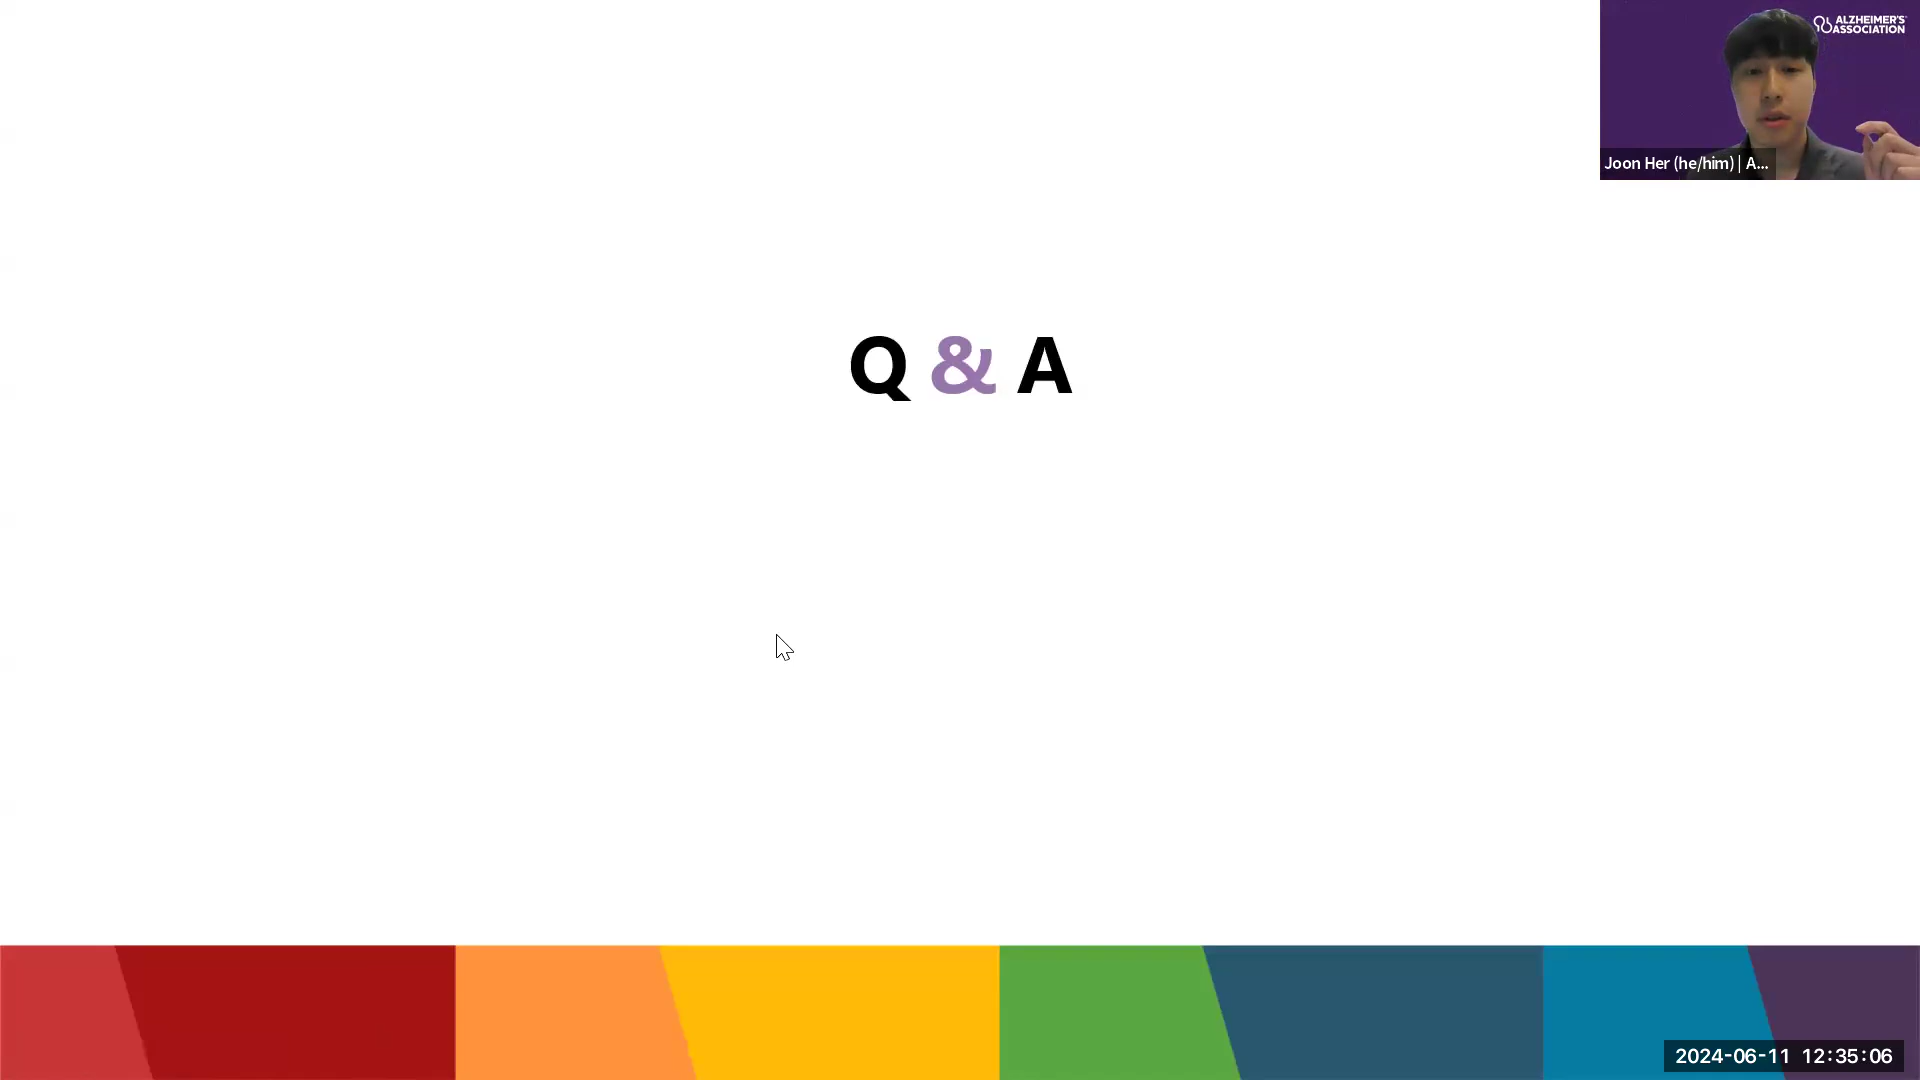 ALZHEIMER'S
ASSOCIATION
Joon Her (he/him) | A...
Q & A
2024-06-11 12:35:06